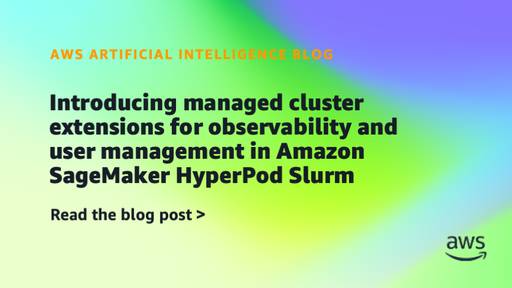 AWS ARTIFICIAL INTELLIGENCE BLOG
Introducing managed cluster
extensions for observability and
user management in Amazon
SageMaker HyperPod Slurm
Read the blog post >
aws